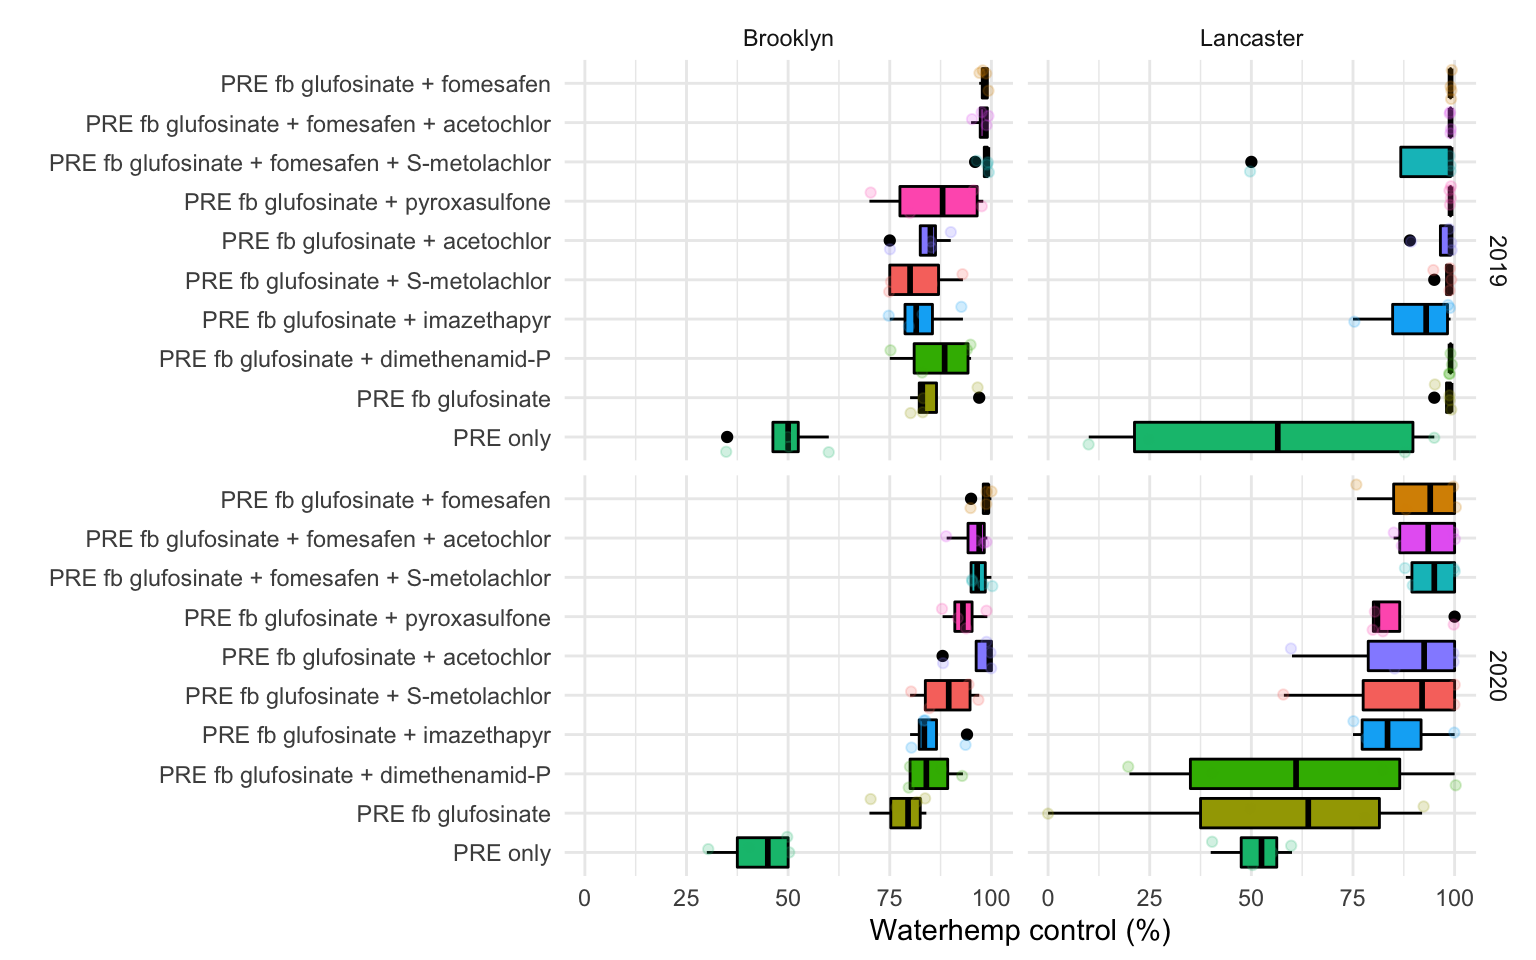 Brooklyn Lancaster
PRE fb glufosinate + fomesafen
PRE fb glufosinate + fomesafen + acetochlor
PRE fb glufosinate + fomesafen + S-metolachlor
PRE fb glufosinate + pyroxasulfone
PRE fb glufosinate + acetochlor
PRE fb glufosinate + S-metolachlor
PRE fb glufosinate + imazethapyr
PRE fb glufosinate + dimethenamid-P
PRE fb glufosinate
PRE only
2019
PRE fb glufosinate + fomesafen
PRE fb glufosinate + fomesafen + acetochlor
PRE fb glufosinate + fomesafen + S-metolachlor
PRE fb glufosinate + pyroxasulfone
PRE fb glufosinate + acetochlor
PRE fb glufosinate + S-metolachlor
PRE fb glufosinate + imazethapyr
PRE fb glufosinate + dimethenamid-P
PRE fb glufosinate
PRE only
2020
0 25 50 75 100 0 25 50 75 100
Waterhemp control (%)